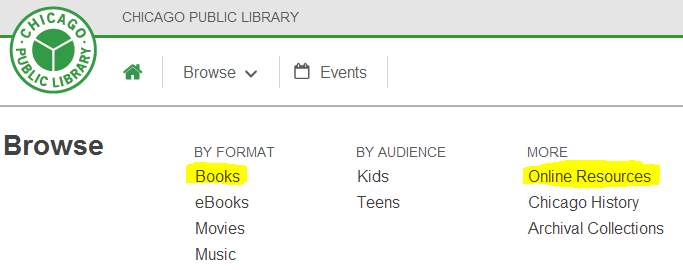 CHICAGO PUBLIC LIBRARY
CHICAGO
PUBLIC LIBRARY
Browse
Events
Browse
BY FORMAT
Books
eBooks
Movies
Music
BY AUDIENCE
Kids
Teens
MORE
Online Resources
Chicago History
Archival Collections